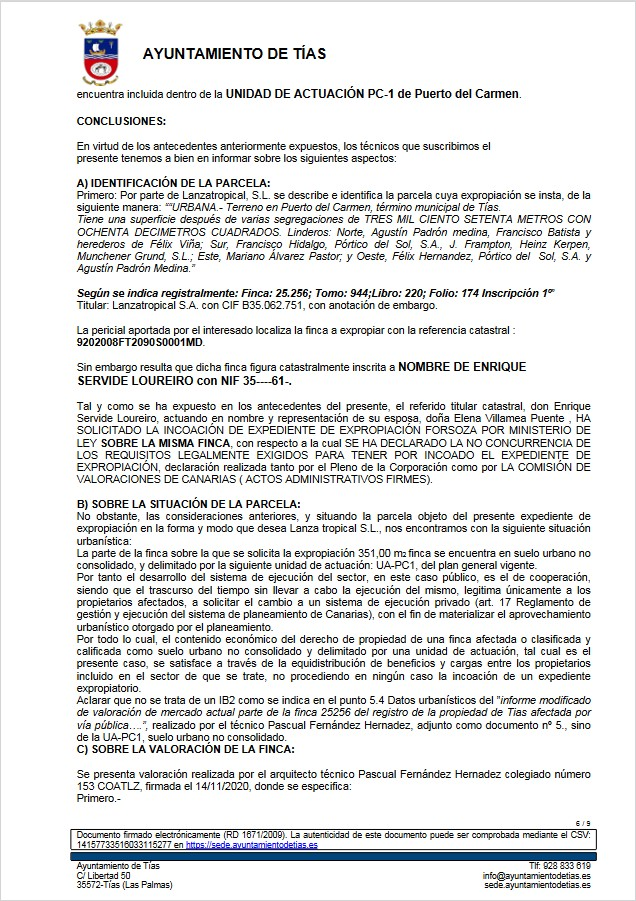 AYUNTAMIENTO DE TÍAS
encuentra incluida dentro de la UNIDAD DE ACTUACIÓN PC-1 de Puerto del Carmen.
CONCLUSIONES:
En virtud de los antecedentes anteriormente expuestos, los técnicos que suscribimos el
presente tenemos a bien en informar sobre los siguientes aspectos:
A) IDENTIFICACIÓN DE LA PARCELA:
Primero: Por parte de Lanzatropical, S.L. se describe e identifica la parcela cuya expropiación se insta, de la
siguiente manera: "“URBANA.- Terreno en Puerto del Carmen, término municipal de Tías.
Tiene una superficie después de varias segregaciones de TRES MIL CIENTO SETENTA METROS CON
OCHENTA DECIMETROS CUADRADOS. Linderos: Norte, Agustín Padrón medina, Francisco Batista y
herederos de Félix Viña; Sur, Francisco Hidalgo, Pórtico del Sol, S.A., J. Frampton, Heinz Kerpen,
Munchener Grund, S.L.; Este, Mariano Álvarez Pastor; y Oeste, Félix Hernandez, Pórtico del Sol, S.A. y
Agustín Padrón Medina.”
Según se indica registralmente: Finca: 25.256; Tomo: 944;Libro: 220; Folio: 174 Inscripción 1º"
Titular: Lanzatropical S.A. con CIF B35.062.751, con anotación de embargo.
La pericial aportada por el interesado localiza la finca a expropiar con la referencia catastral :
9202008FT2090S0001MD.
Sin embargo resulta que dicha finca figura catastralmente inscrita a NOMBRE DE ENRIQUE
SERVIDE LOUREIRO con NIF 35----61-.
Tal y como se ha expuesto en los antecedentes del presente, el referido titular catastral, don Enrique
Servide Loureiro, actuando en nombre y representación de su esposa, doña Elena Villamea Puente , HA
SOLICITADO LA INCOACIÓN DE EXPEDIENTE DE EXPROPIACIÓN FORSOZA POR MINISTERIO DE
LEY SOBRE LA MISMA FINCA, con respecto a la cual SE HA DECLARADO LA NO CONCURRENCIA DE
LOS REQUISITOS LEGALMENTE EXIGIDOS PARA TENER POR INCOADO EL EXPEDIENTE DE
EXPROPIACIÓN, declaración realizada tanto por el Pleno de la Corporación como por LA COMISIÓN DE
VALORACIONES DE CANARIAS ( ACTOS ADMINISTRATIVOS FIRMES).
B) SOBRE LA SITUACIÓN DE LA PARCELA:
No obstante, las consideraciones anteriores, y situando la parcela objeto del presente expediente de
expropiación en la forma y modo que desea Lanza tropical S.L., nos encontramos con la siguiente situación
urbanística:
La parte de la finca sobre la que se solicita la expropiación 351,00 m2 finca se encuentra en suelo urbano no
consolidado, y delimitado por la siguiente unidad de actuación: UA-PC1, del plan general vigente.
Por tanto el desarrollo del sistema de ejecución del sector, en este caso público, es el de cooperación,
siendo que el trascurso del tiempo sin llevar a cabo la ejecución del mismo, legitima únicamente a los
propietarios afectados, a solicitar el cambio a un sistema de ejecución privado (art. 17 Reglamento de
gestión y ejecución del sistema de planeamiento de Canarias), con el fin de materializar el aprovechamiento
urbanístico otorgado por el planeamiento.
Por todo lo cual, el contenido económico del derecho de propiedad de una finca afectada o clasificada y
calificada como suelo urbano no consolidado y delimitado por una unidad de actuación, tal cual es el
presente caso, se satisface a través de la equidistribución de beneficios y cargas entre los propietarios
incluido en el sector de que se trate, no procediendo en ningún caso la incoación de un expediente
expropiatorio.
Aclarar que no se trata de un IB2 como se indica en el punto 5.4 Datos urbanísticos del "informe modificado
de valoración de mercado actual parte de la finca 25256 del registro de la propiedad de Tias afectada por
vía pública….”, realizado por el técnico Pascual Fernández Hernadez, adjunto como documento nº 5., sino
de la UA-PC1, suelo urbano no consolidado.
C) SOBRE LA VALORACIÓN DE LA FINCA:
Se presenta valoración realizada por el arquitecto técnico Pascual Fernández Hernadez colegiado número
153 COATLZ, firmada el 14/11/2020, donde se especifica:
Primero.-
6 / 9
Documento firmado electrónicamente (RD 1671/2009). La autenticidad de este documento puede ser comprobada mediante el CSV:
14157733516033115277 en https://sede.ayuntamientodetias.es
Ayuntamiento de Tías
C/ Libertad 50
35572-Tías (Las Palmas)
Tlf: 928 833 619
info@ayuntamientodetias.es
sede.ayuntamientodetias.es